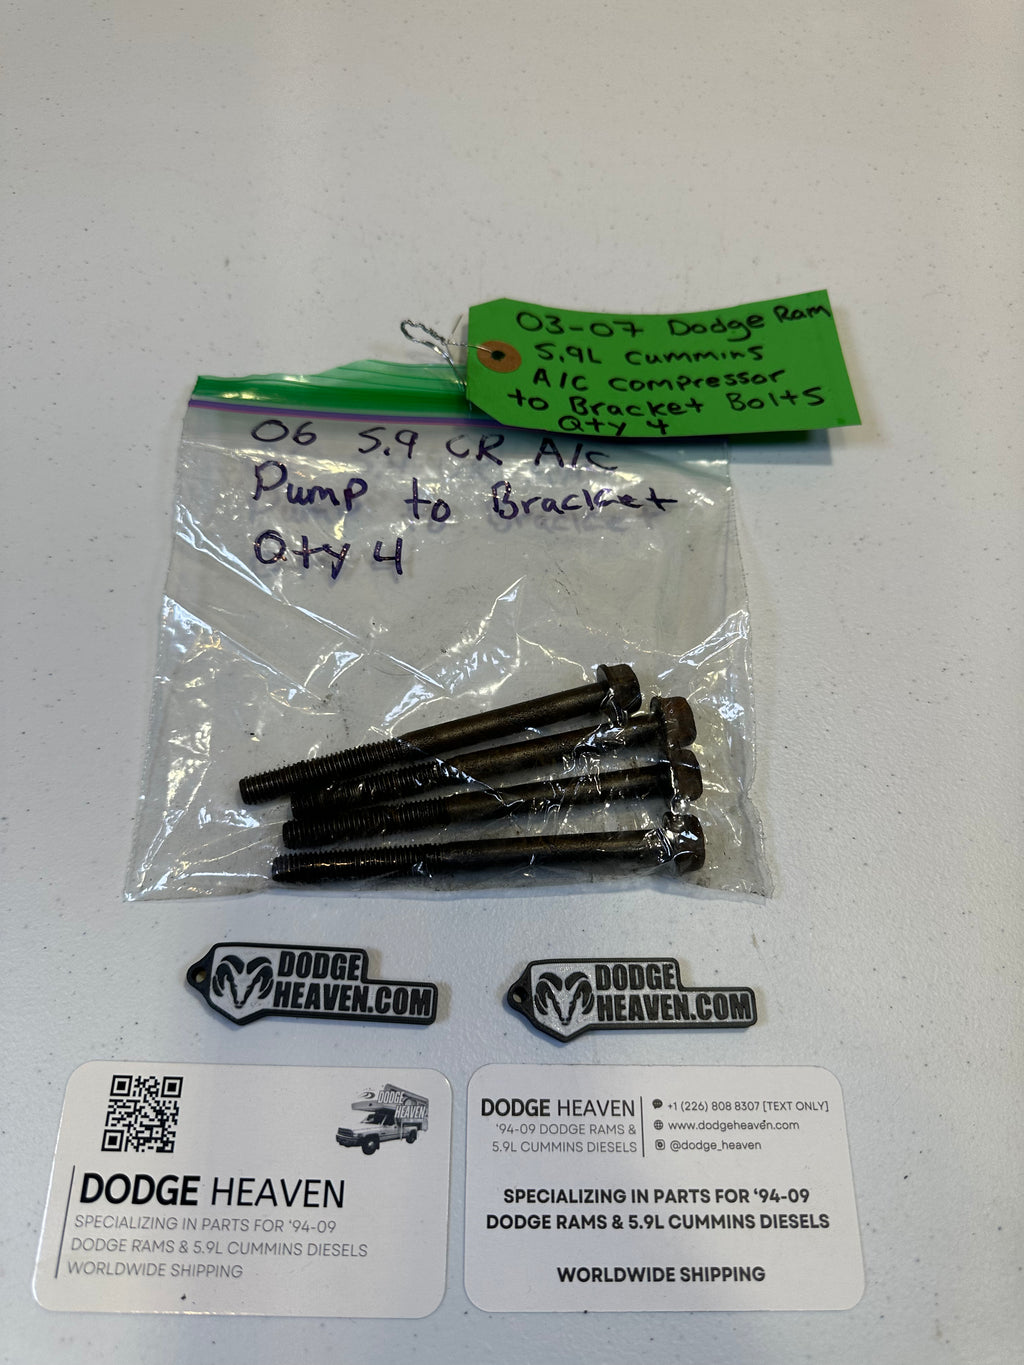 03-07 Dodge Ram
5.9L Cummins
A/C compressor
to Bracket Bolts
Qty 4
06 5.9 CR A/C
Pump to Bracket
Qty 4
DODGE
HEAVEN.COM
DODGE
HEAVEN.COM
DODGE
HEAVEN
DODGE HEAVEN
SPECIALIZING IN PARTS FOR '94-09
DODGE RAMS & 5.9L CUMMINS DIESELS
WORLDWIDE SHIPPING
DODGE HEAVEN
'94-09 DODGE RAMS &
5.9L CUMMINS DIESELS
+1 (226) 808 8307 [TEXT ONLY]
www.dodgeheaven.com
@dodge_heaven
SPECIALIZING IN PARTS FOR '94-09
DODGE RAMS & 5.9L CUMMINS DIESELS
WORLDWIDE SHIPPING